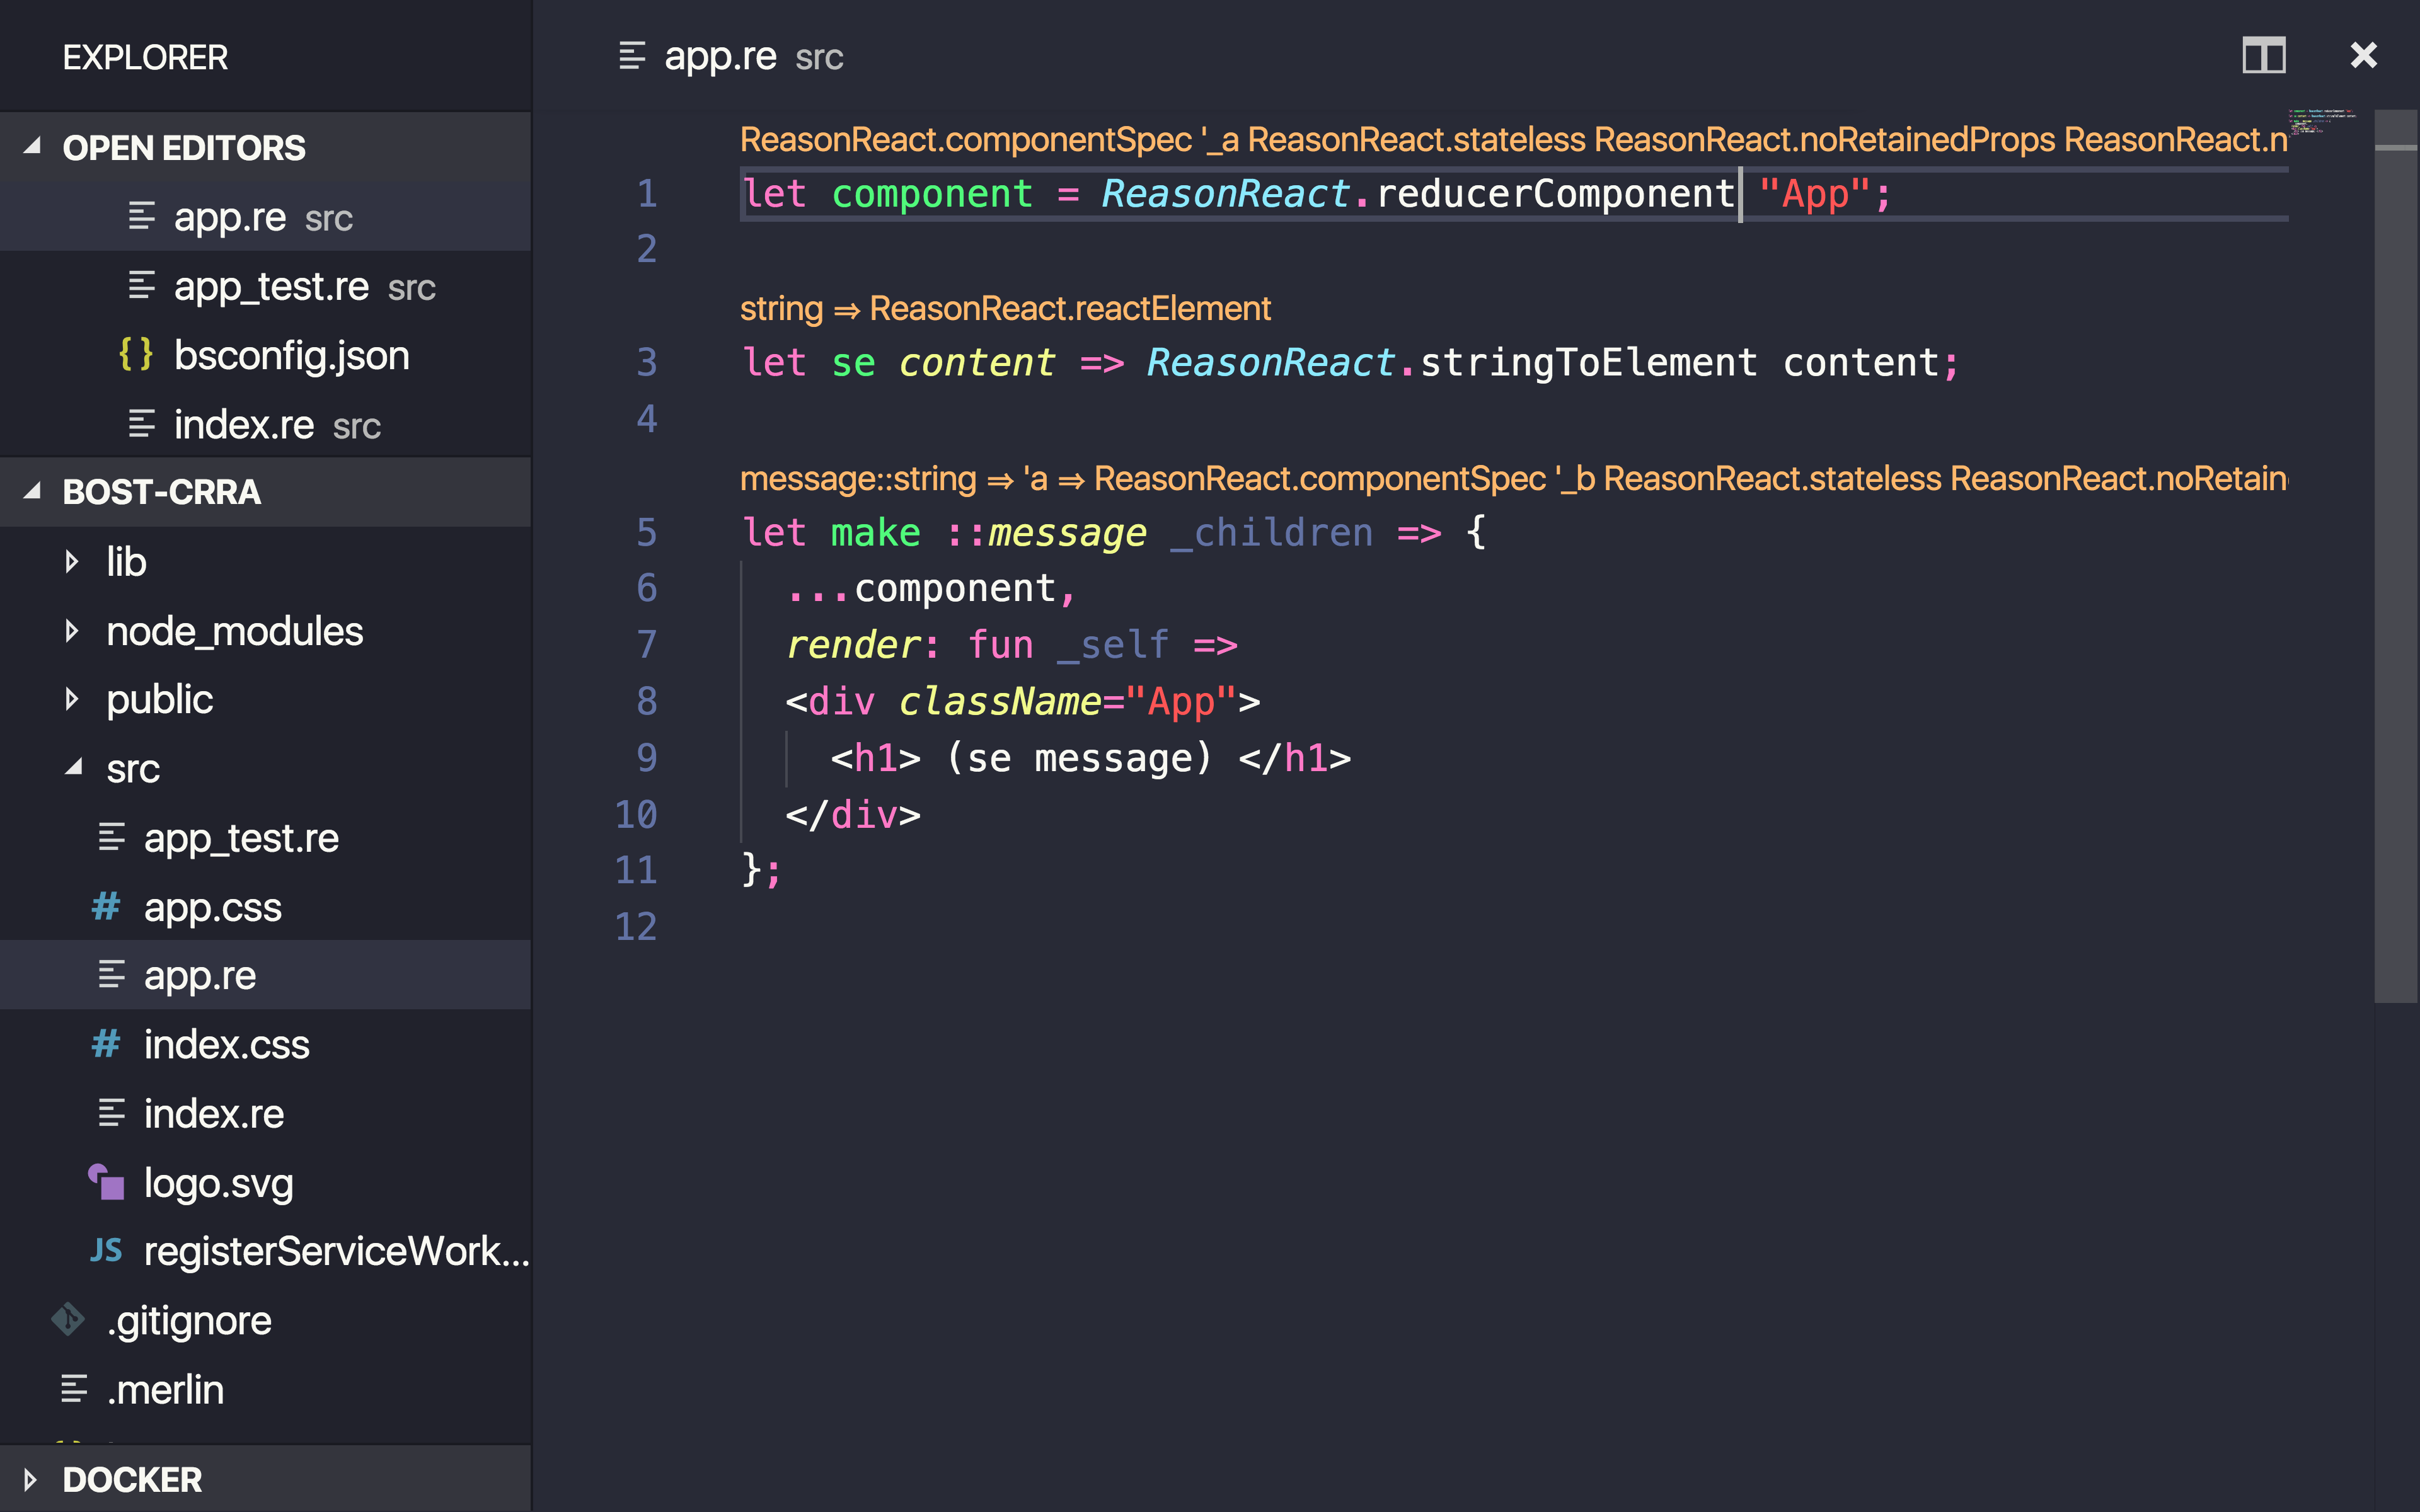 EXPLORER
OPEN EDITORS
app.re src
app_test.re src
bsconfig.json
index.re src
BOST-CRRA
lib
node_modules
public
src
app_test.re
app.css
app.re
index.css
index.re
logo.svg
JS registerServiceWork...
.gitignore
.merlin
DOCKER
app.re src
ReasonReact.componentSpec '_a ReasonReact.stateless ReasonReact.noRetainedProps ReasonReact.n
1 let component = ReasonReact.reducerComponent "App";
2
string ⇒ ReasonReact.reactElement
3 let se content => ReasonReact.stringToElement content;
4
message::string ⇒ 'a ⇒ ReasonReact.componentSpec '_b ReasonReact.stateless ReasonReact.noRetain
5 let make ::message _children => {
6 ...component,
7 render: fun _self =>
8 <div className="App">
9 <h1> (se message) </h1>
10 </div>
11 };
12